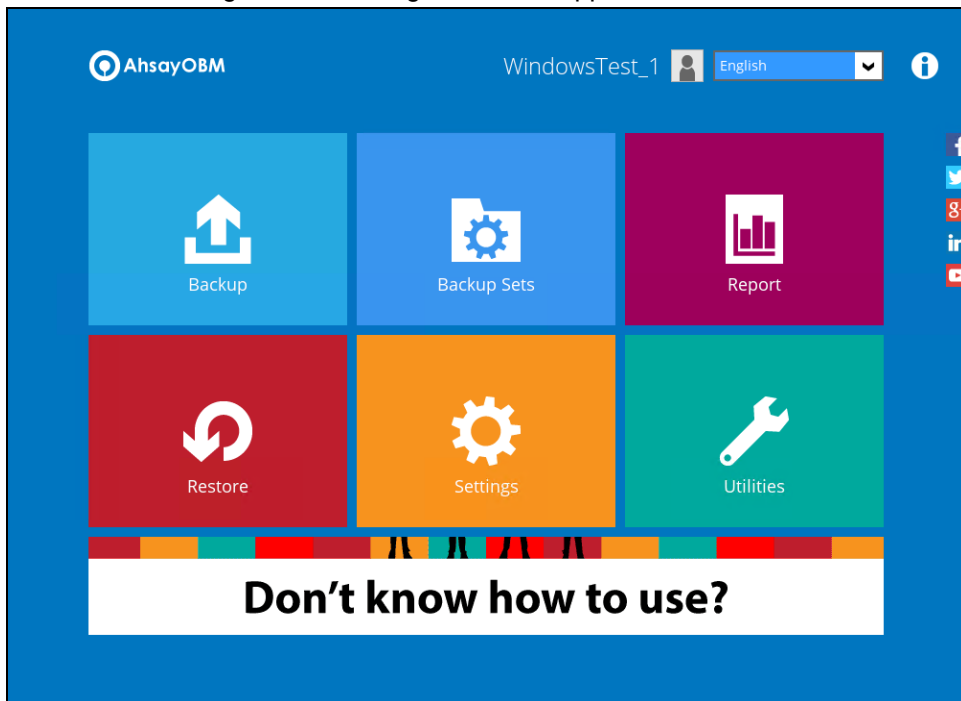 AhsayOBM
WindowsTest_1
English
Backup
Backup Sets
Report
Restore
Settings
Utilities
Don't know how to use?